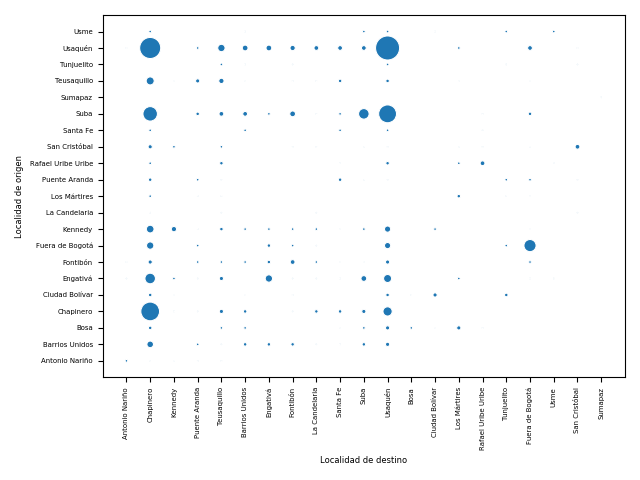 Usme
Usaquén
Tunjuelito
Teusaquillo
Sumapaz
Suba
Santa Fe
San Cristóbal
Rafael Uribe Uribe
Puente Aranda
Los Mártires
La Candelaria
Kennedy
Fuera de Bogotá
Fontibón
Engativá
Ciudad Bolívar
Chapinero
Bosa
Barrios Unidos
Antonio Nariño
Localidad de origen
Antonio Nariño
Chapinero
Kennedy
Puente Aranda
Teusaquillo
Barrios Unidos
Engativá
Fontibón
La Candelaria
Santa Fe
Suba
Usaquén
Bosa
Ciudad Bolívar
Los Mártires
Rafael Uribe Uribe
Tunjuelito
Fuera de Bogotá
Usme
San Cristóbal
Sumapaz
Localidad de destino